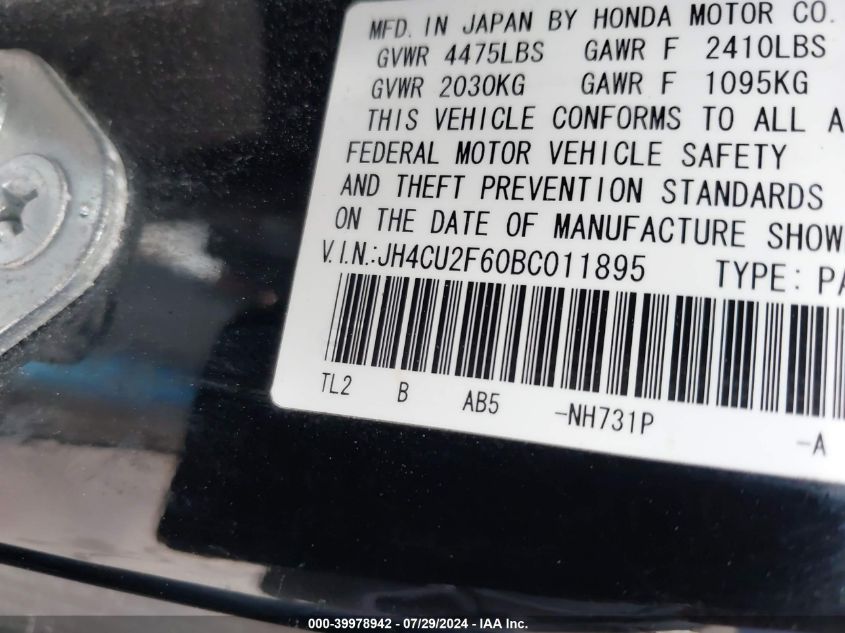 MFD. IN JAPAN BY HONDA MOTOR CO.
GVWR 4475LBS GAWR F 2410LBS
GVWR 2030KG GAWR F 1095KG
THIS VEHICLE CONFORMS TO ALL A
FEDERAL MOTOR VEHICLE SAFETY
AND THEFT PREVENTION STANDARDS
ON THE DATE OF MANUFACTURE SHOW
V.I.N.:JH4CU2F60BC011895 TYPE: PA
TL2 B AB5 -NH731P -A
000-39978942 - 07/29/2024 - IAA Inc.